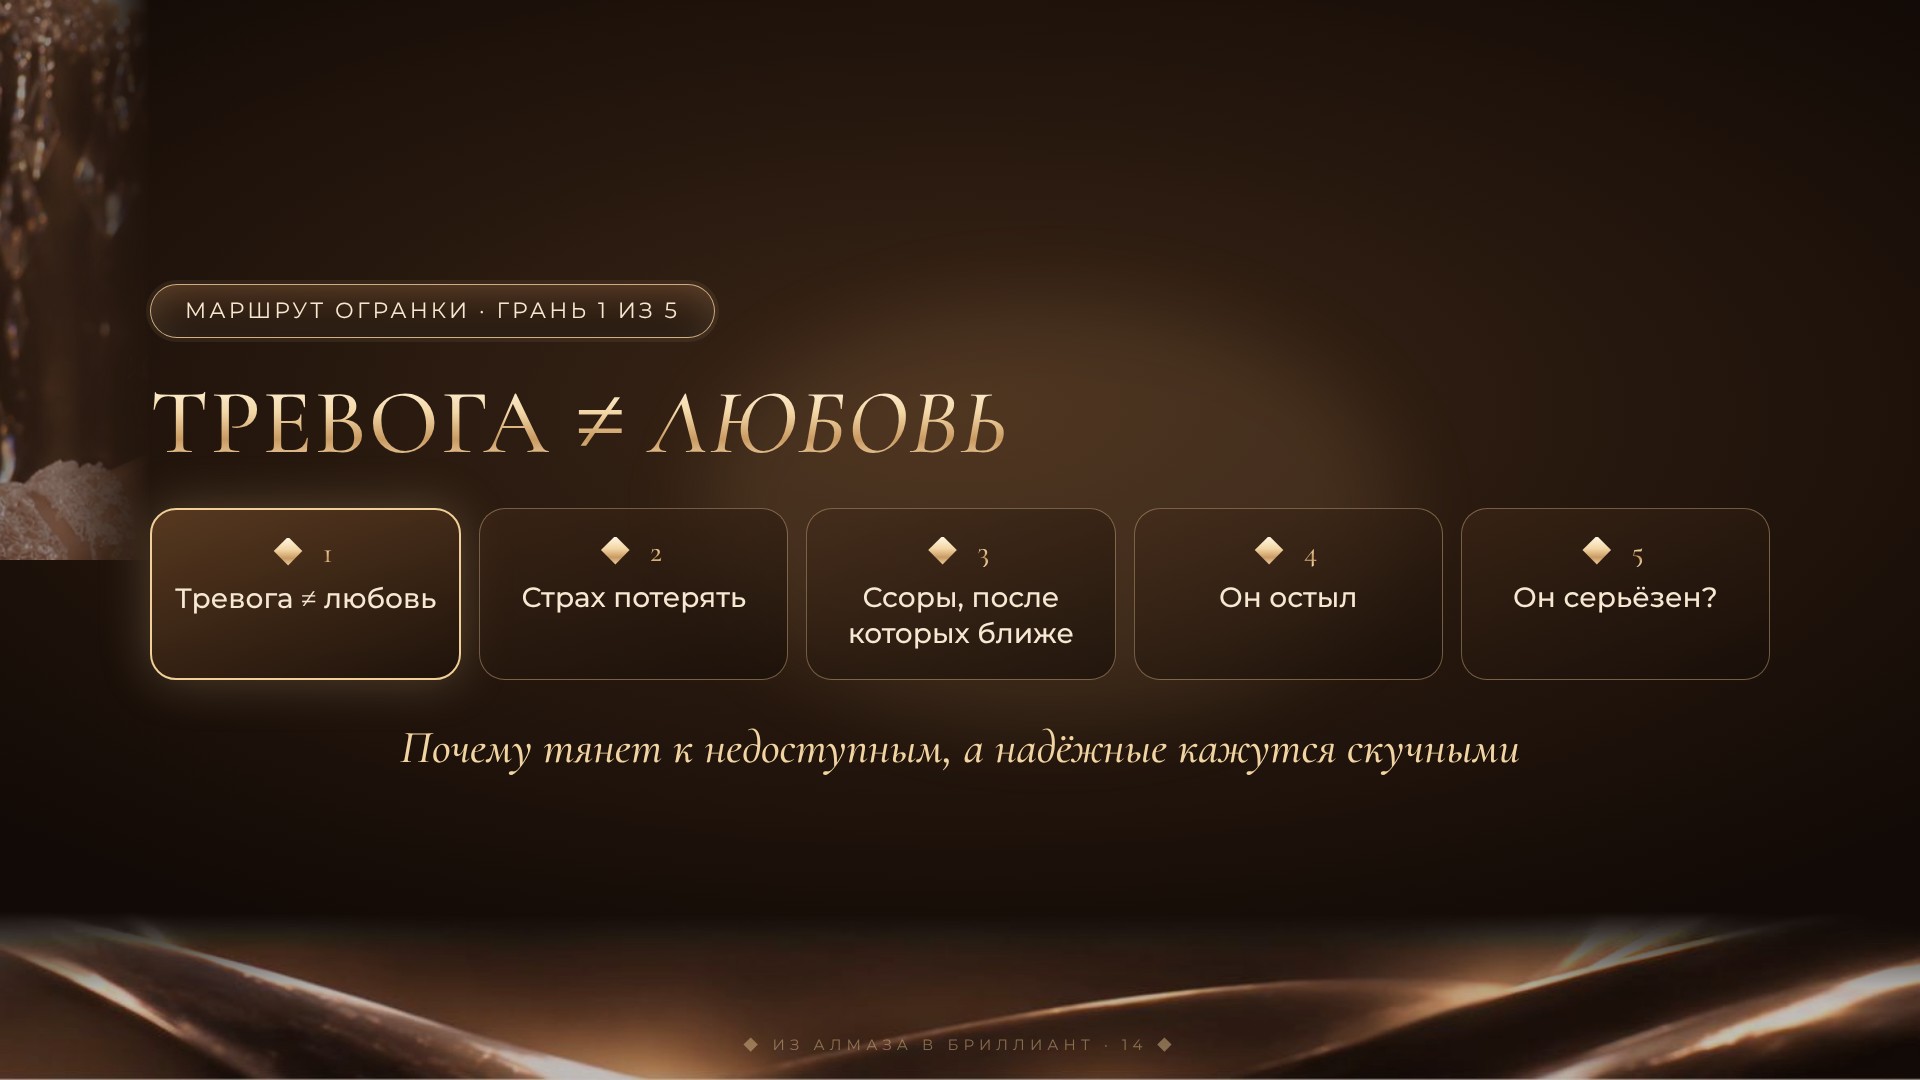 МАРШРУТ ОГРАНКИ · ГРАНЬ 1 ИЗ 5
ТРЕВОГА ≠ ЛЮБОВЬ
1
Тревога ≠ любовь
2
Страх потерять
3
Ссоры, после
которых ближе
4
Он остыл
5
Он серьёзен?
Почему тянет к недоступным, а надёжные кажутся скучными
ИЗ АЛМАЗА В БРИЛЛИАНТ · 14